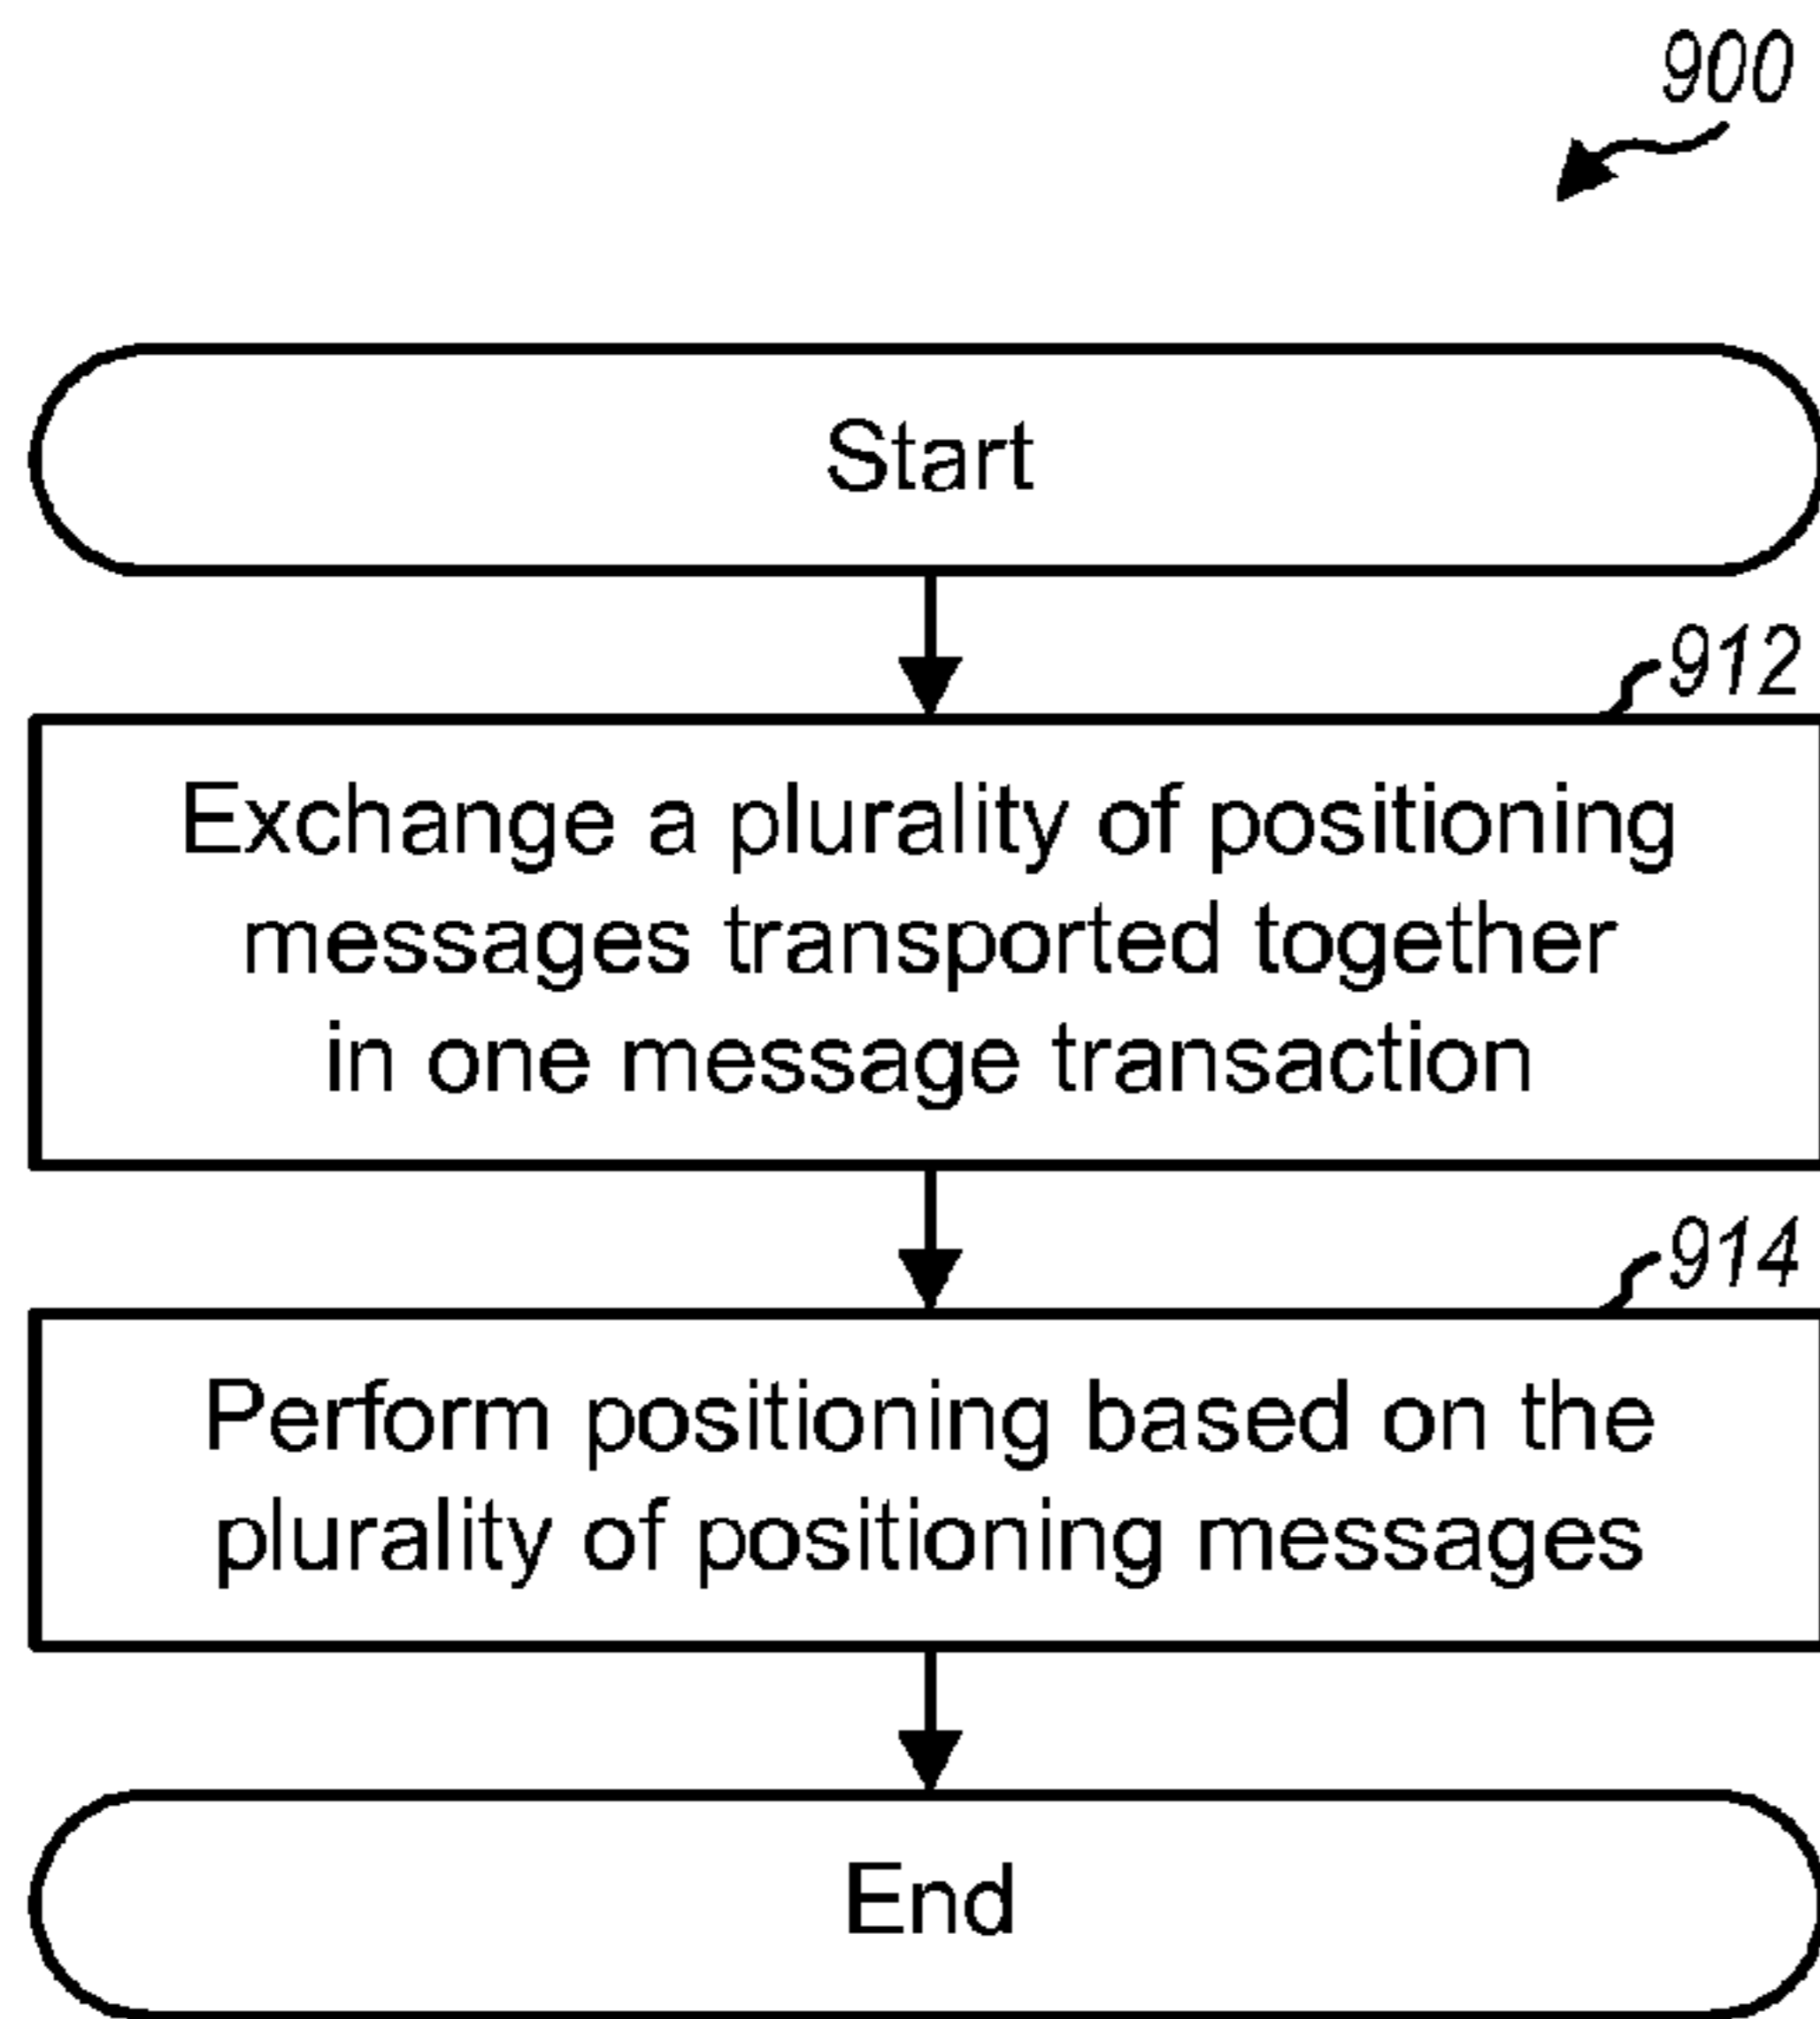 900
Start
912
Exchange a plurality of positioning
messages transported together
in one message transaction
914
Perform positioning based on the
plurality of positioning messages
End